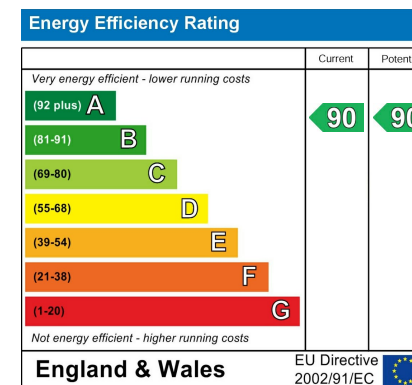 Energy Efficiency Rating
Current Potent
Very energy efficient - lower running costs
(92 plus) A
(81-91) B
90 90
(69-80) C
(55-68) D
(39-54) E
(21-38) F
(1-20) G
Not energy efficient - higher running costs
England & Wales
EU Directive
2002/91/EC